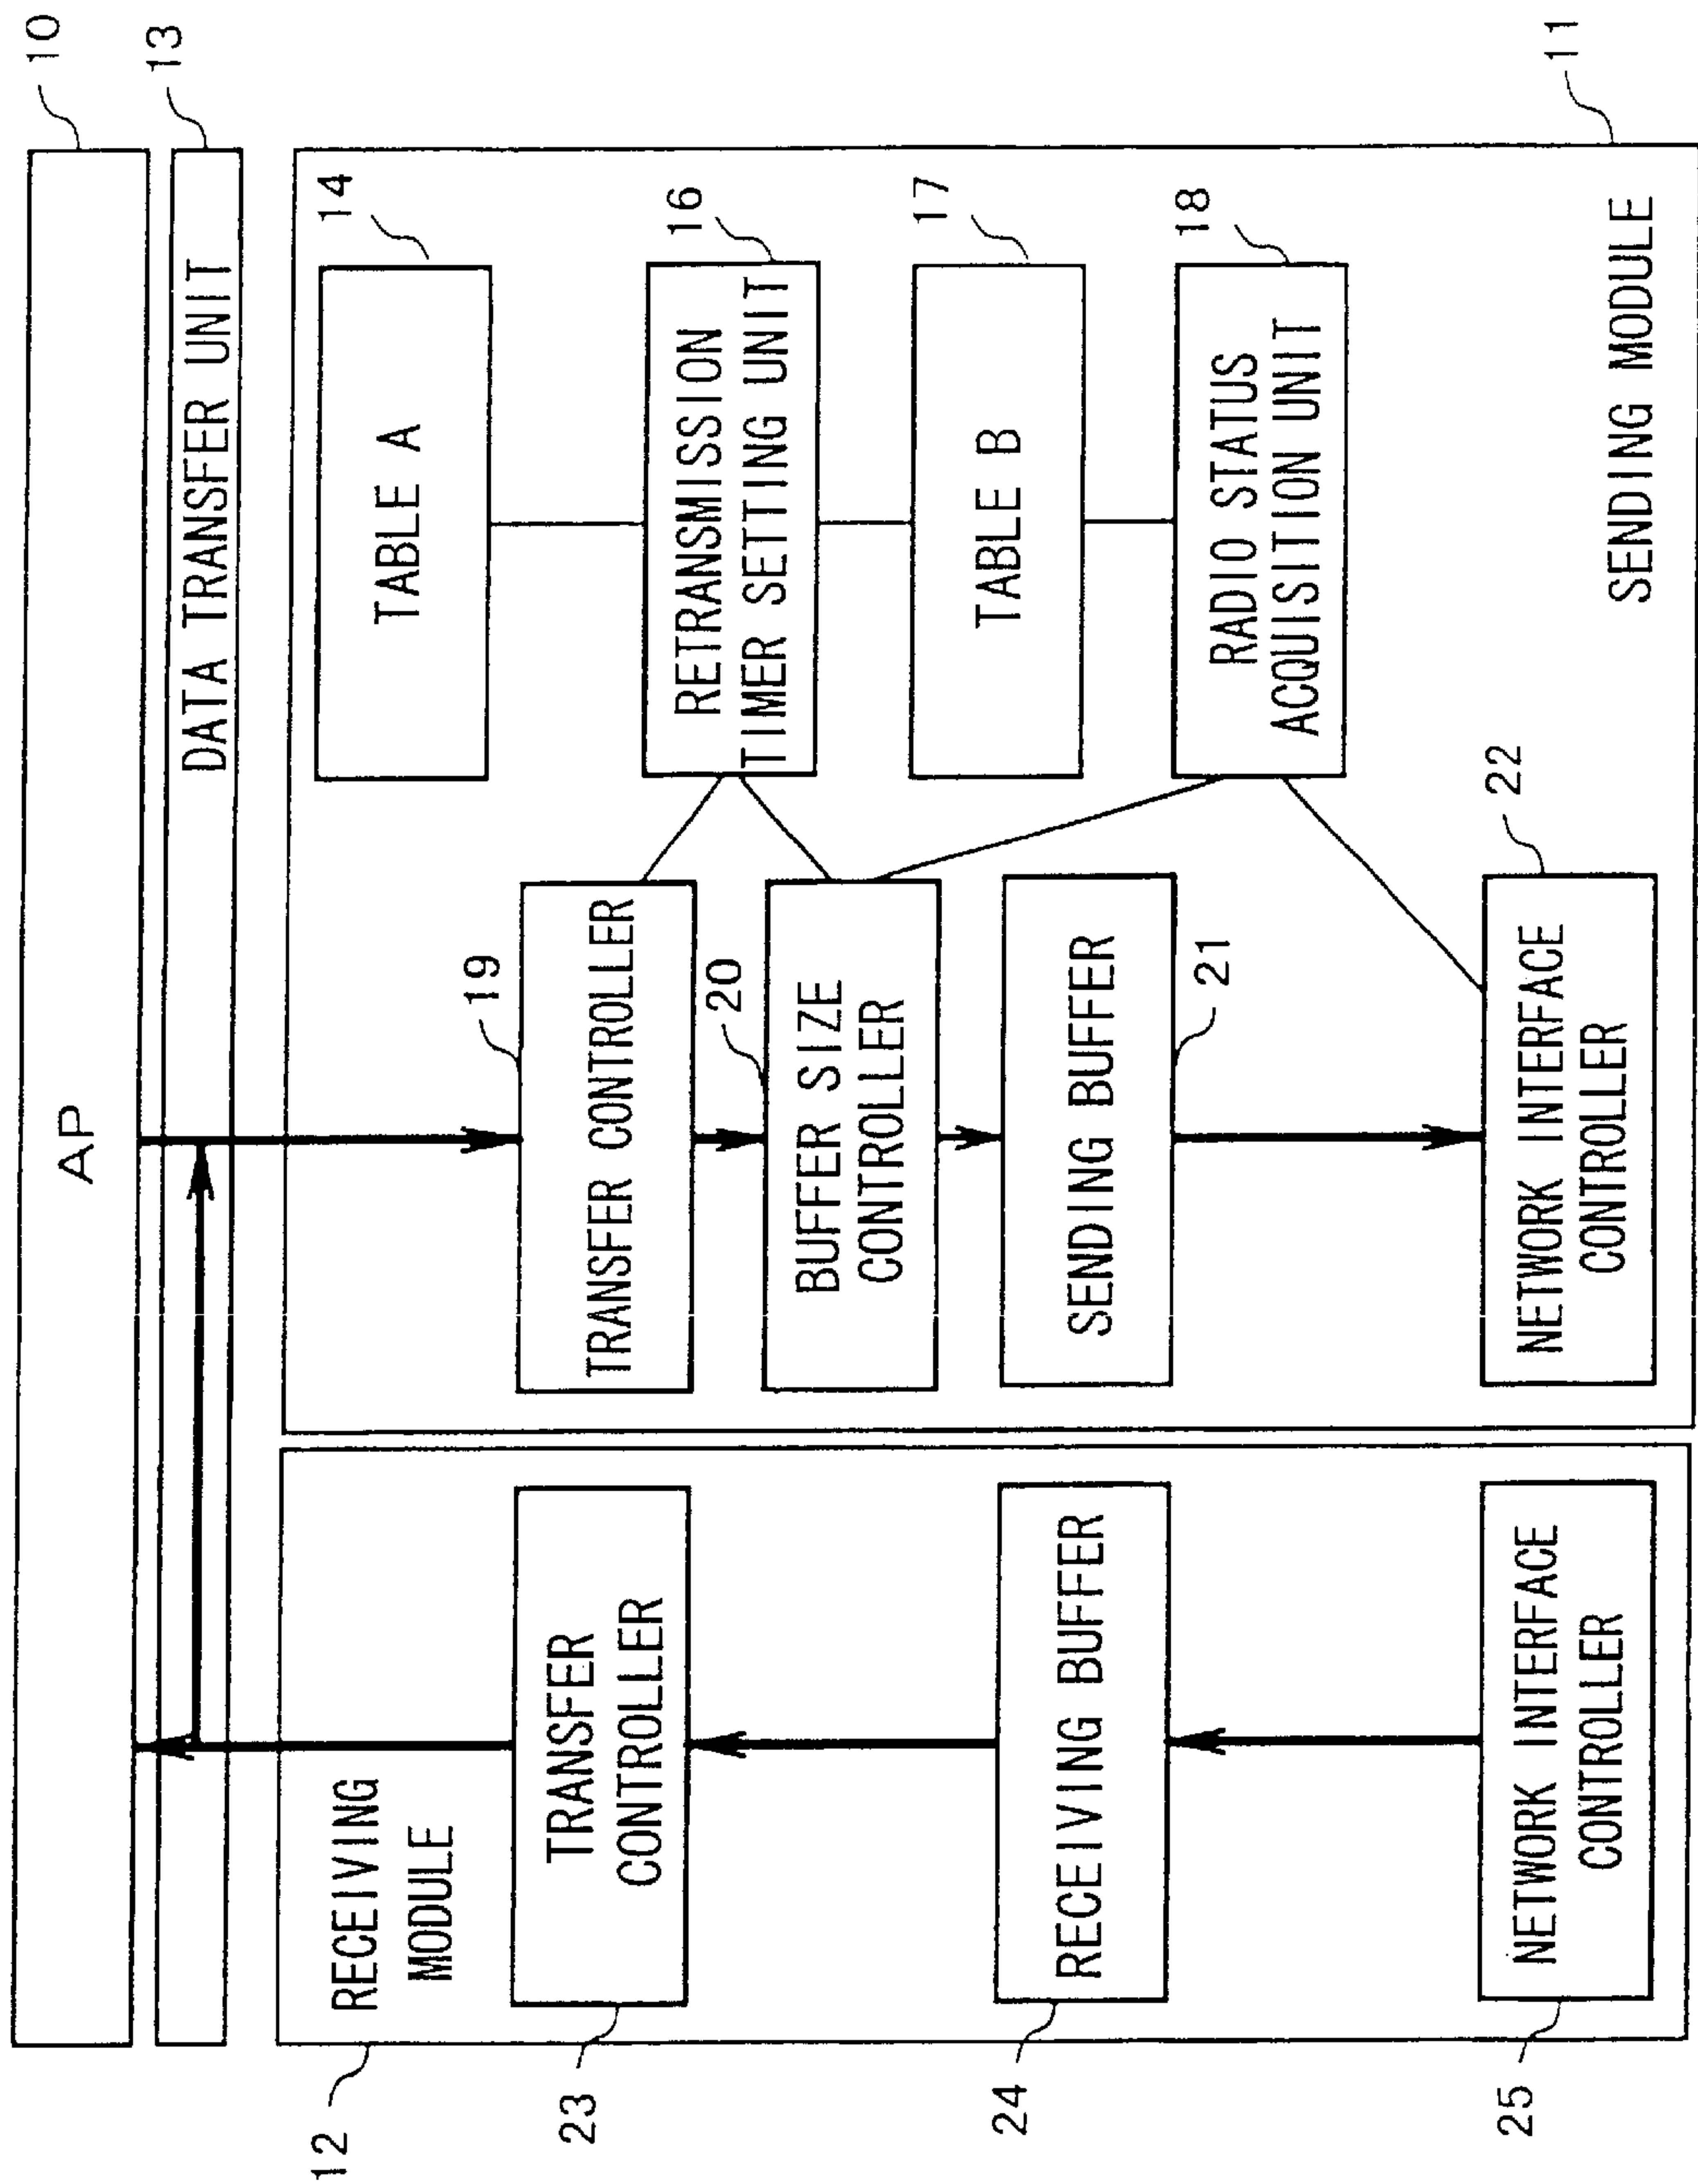 10
AP
13
DATA TRANSFER UNIT
12
RECEIVING
MODULE
23
TRANSFER
CONTROLLER
24
RECEIVING BUFFER
25
NETWORK INTERFACE
CONTROLLER
19
TRANSFER CONTROLLER
20
BUFFER SIZE
CONTROLLER
SENDING BUFFER
21
22
NETWORK INTERFACE
CONTROLLER
14
TABLE A
16
RETRANSMISSION
TIMER SETTING UNIT
17
TABLE B
18
RADIO STATUS
ACQUISITION UNIT
SENDING MODULE
11